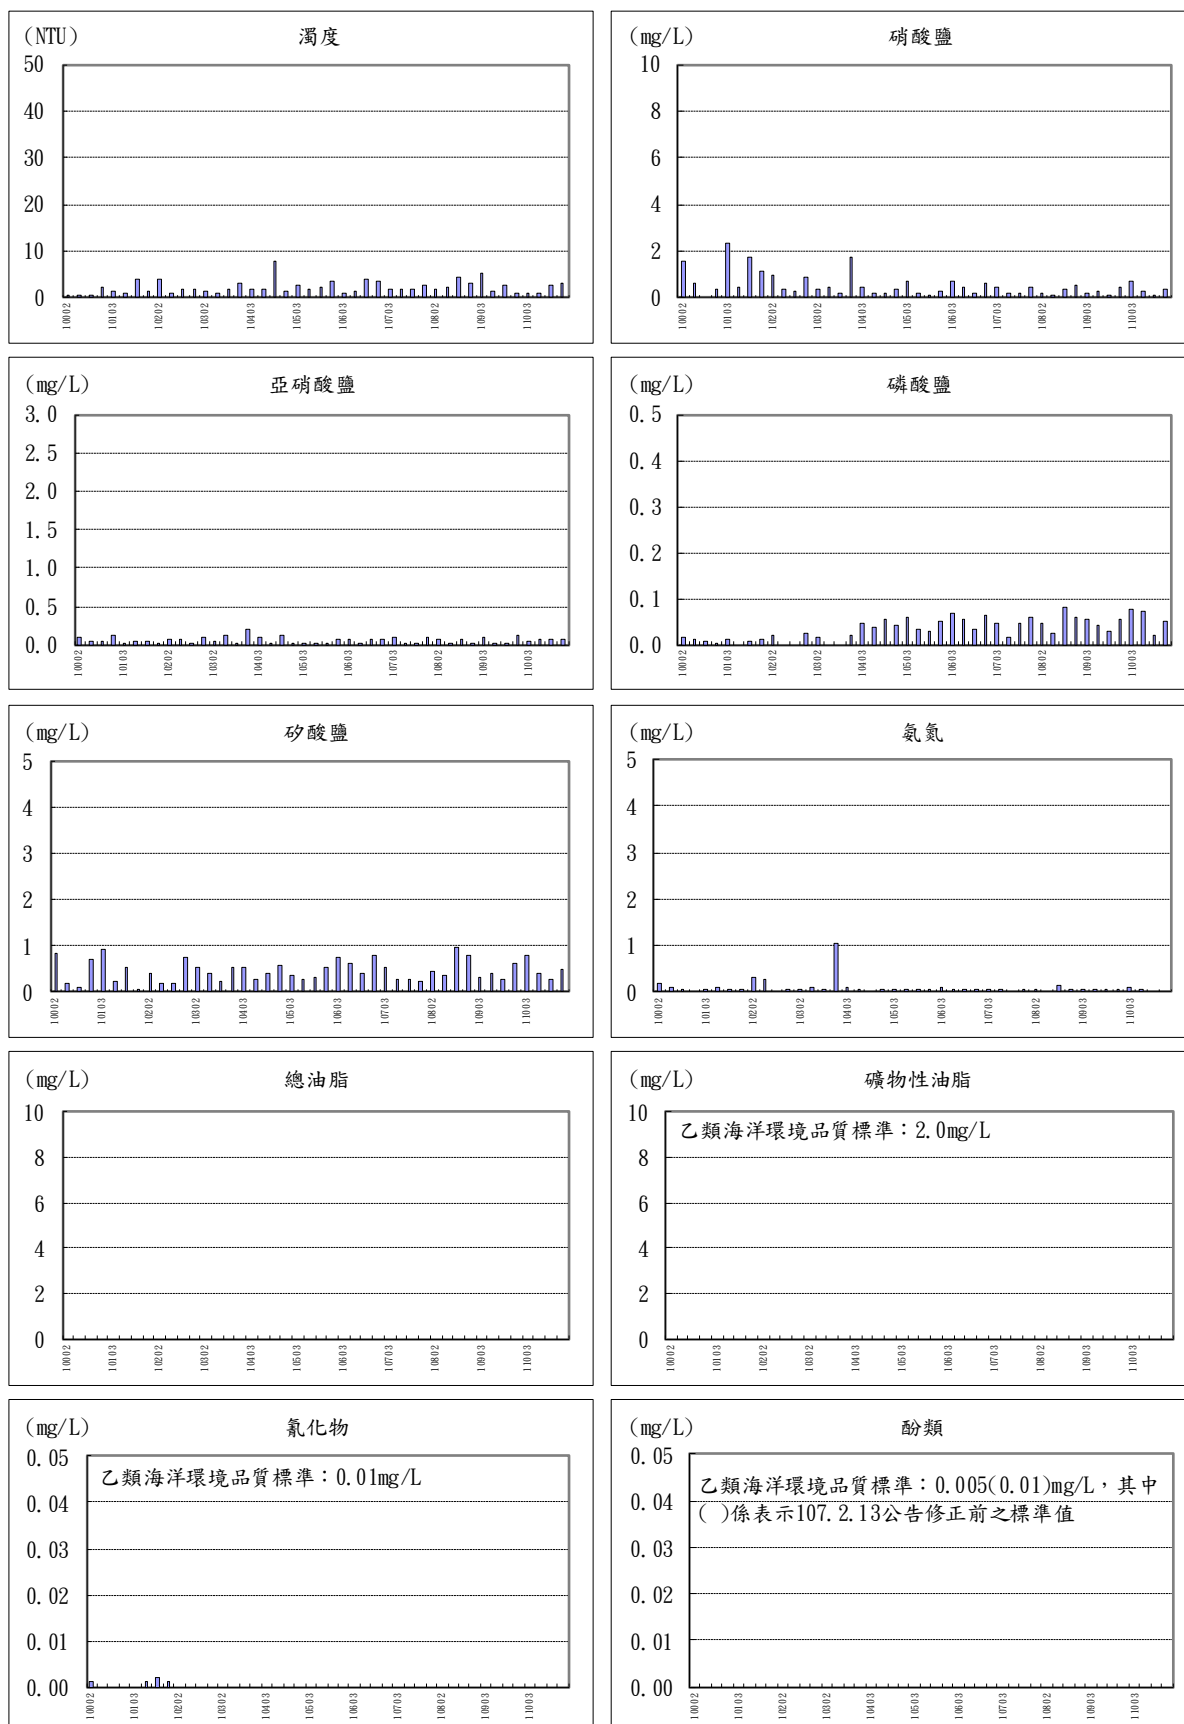 (NTU) 濁度
50
40
30
20
10
0
10002 10103 10202 10302 10403 10503 10603 10703 10802 10903 11003
(mg/L) 硝酸鹽
10
8
6
4
2
0
10002 10103 10202 10302 10403 10503 10603 10703 10802 10903 11003
(mg/L) 亞硝酸鹽
3.0
2.5
2.0
1.5
1.0
0.5
0.0
10002 10103 10202 10302 10403 10503 10603 10703 10802 10903 11003
(mg/L) 磷酸鹽
0.5
0.4
0.3
0.2
0.1
0.0
10002 10103 10202 10302 10403 10503 10603 10703 10802 10903 11003
(mg/L) 矽酸鹽
5
4
3
2
1
0
10002 10103 10202 10302 10403 10503 10603 10703 10802 10903 11003
(mg/L) 氨氮
5
4
3
2
1
0
10002 10103 10202 10302 10403 10503 10603 10703 10802 10903 11003
(mg/L) 總油脂
10
8
6
4
2
0
10002 10103 10202 10302 10403 10503 10603 10703 10802 10903 11003
(mg/L) 礦物性油脂
乙類海洋環境品質標準：2.0mg/L
10
8
6
4
2
0
10002 10103 10202 10302 10403 10503 10603 10703 10802 10903 11003
(mg/L) 氰化物
乙類海洋環境品質標準：0.01mg/L
0.05
0.04
0.03
0.02
0.01
0.00
10002 10103 10202 10302 10403 10503 10603 10703 10802 10903 11003
(mg/L) 酚類
乙類海洋環境品質標準：0.005(0.01)mg/L，其中
( )係表示107.2.13公告修正前之標準值
0.05
0.04
0.03
0.02
0.01
0.00
10002 10103 10202 10302 10403 10503 10603 10703 10802 10903 11003